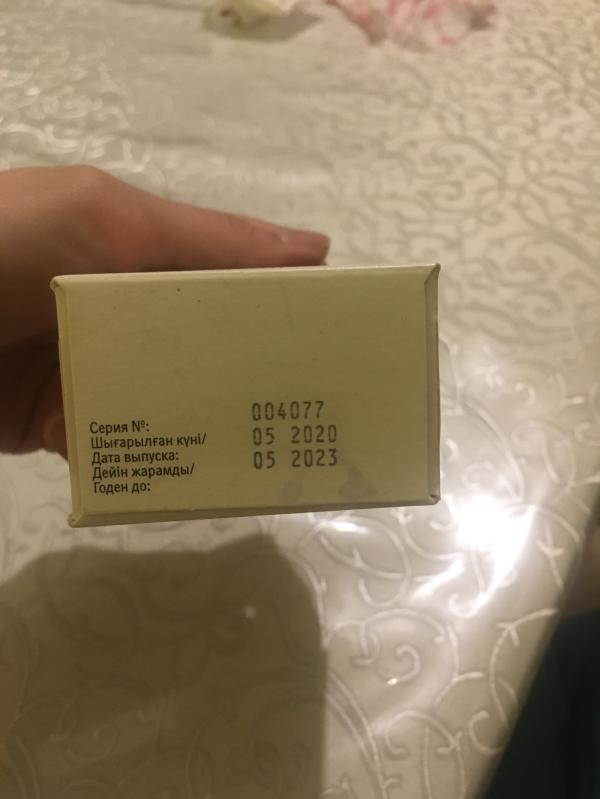 Серия №:
004077
Шығарылған күні/
Дата выпуска:
05 2020
Дейін жарамды/
Годен до:
05 2023